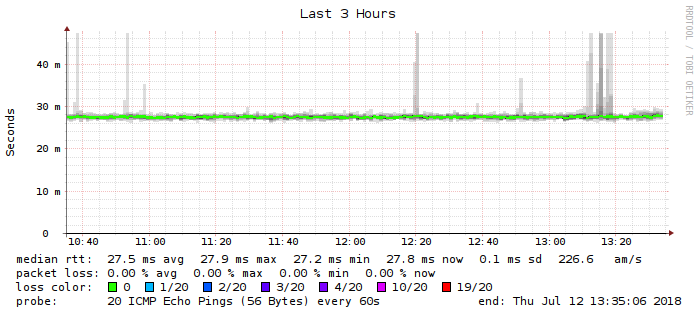 Last 3 Hours
RRDTOOL / TOBI OETIKER
Seconds
40 m
30 m
20 m
10 m
0
10:40 11:00 11:20 11:40 12:00 12:20 12:40 13:00 13:20
median rtt: 27.5 ms avg 27.9 ms max 27.2 ms min 27.8 ms now 0.1 ms sd 226.6 am/s
packet loss: 0.00 % avg 0.00 % max 0.00 % min 0.00 % now
loss color: 0 1/20 2/20 3/20 4/20 10/20 19/20
probe: 20 ICMP Echo Pings (56 Bytes) every 60s end: Thu Jul 12 13:35:06 2018